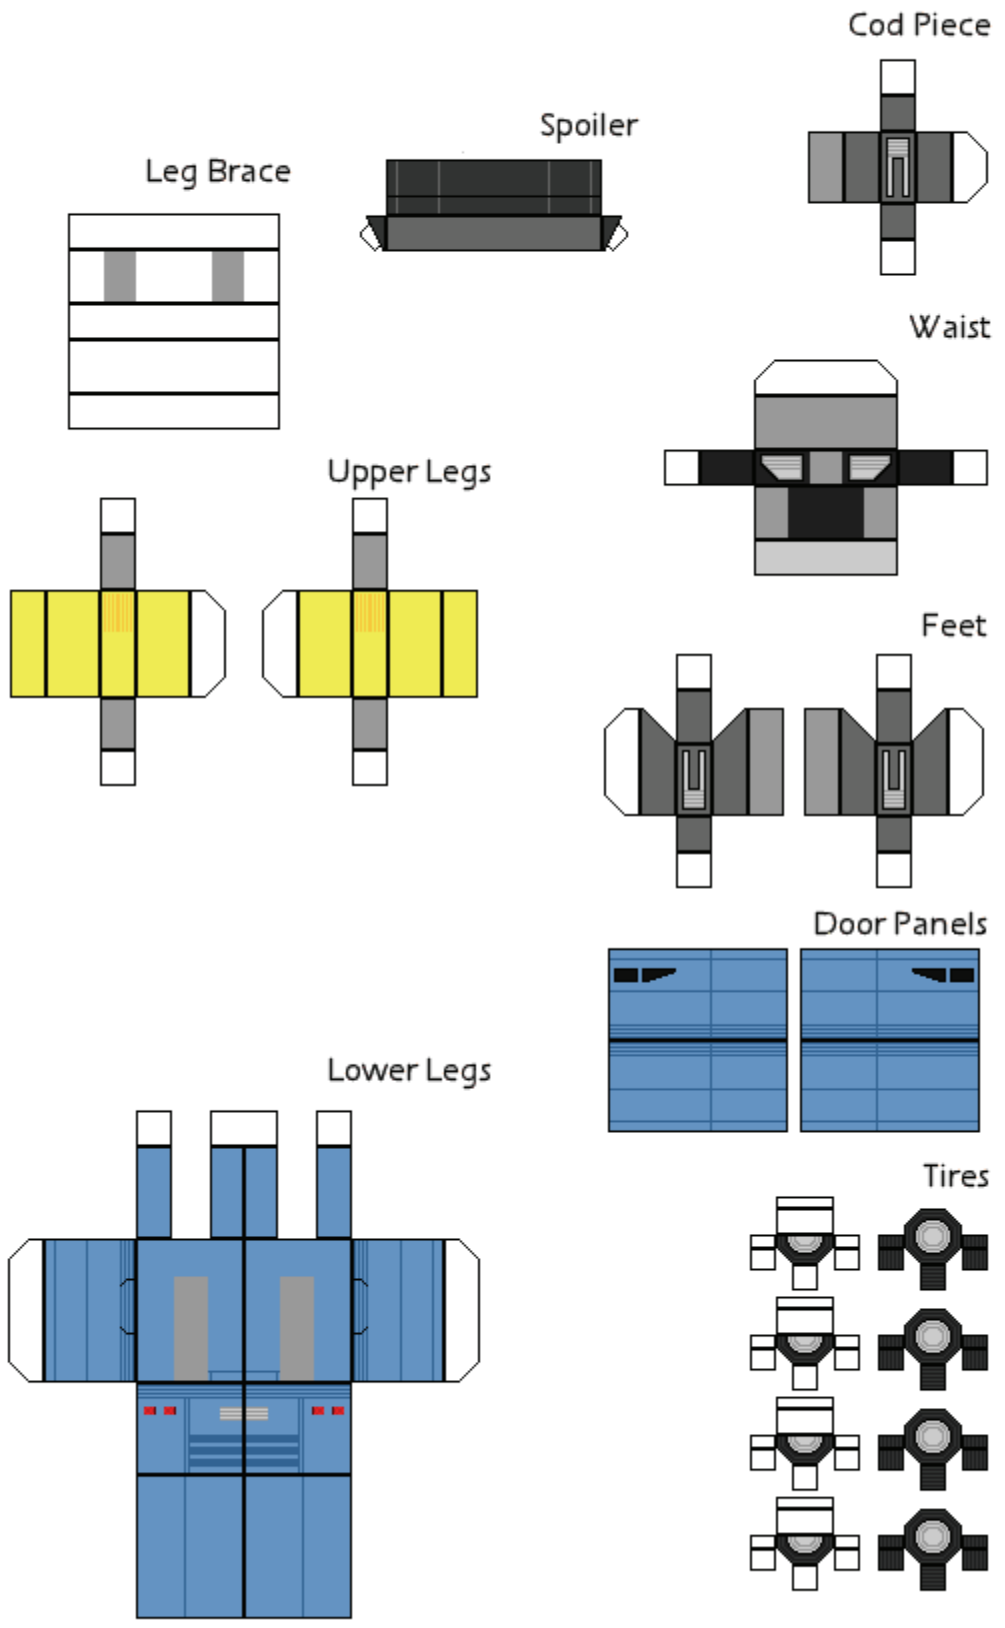 Cod Piece
Spoiler
Leg Brace
Waist
Upper Legs
Feet
Door Panels
Lower Legs
Tires